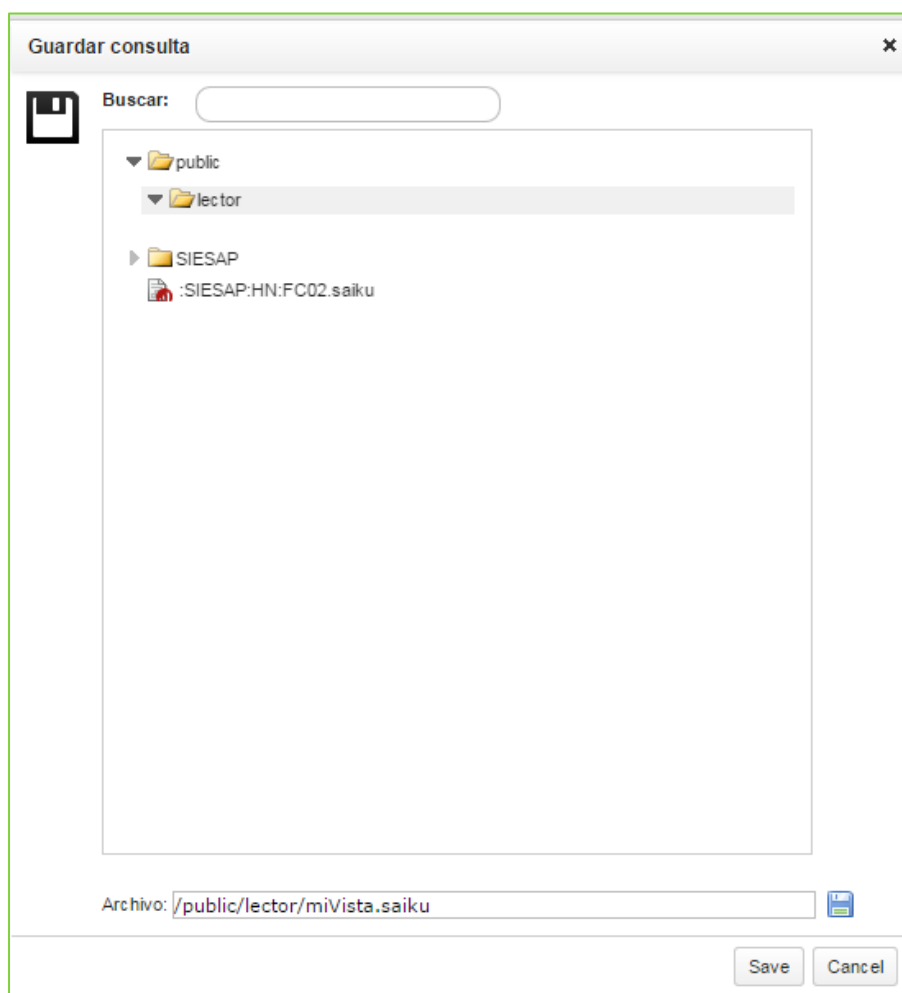 Guardar consulta
Buscar:
public
lector
SIESAP
:SIESAP:HN:FC02.saiku
Archivo: /public/lector/miVista.saiku
Save Cancel